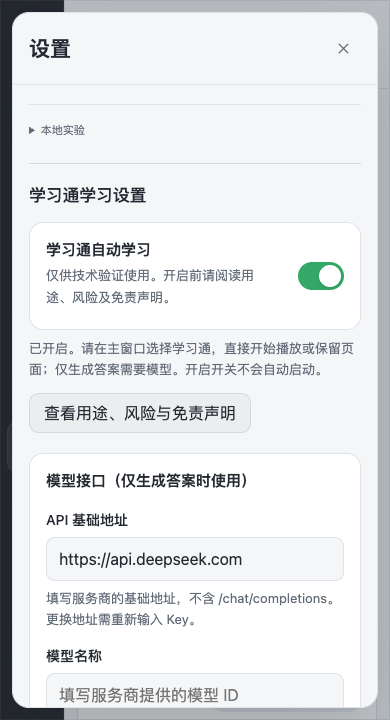 设置
本地实验
学习通学习设置
学习通自动学习
仅供技术验证使用。开启前请阅读用
途、风险及免责声明。
已开启。请在主窗口选择学习通，直接开始播放或保留页
面；仅生成答案需要模型。开启开关不会自动启动。
查看用途、风险与免责声明
模型接口（仅生成答案时使用）
API 基础地址
https://api.deepseek.com
填写服务商的基础地址，不含 /chat/completions。
更换地址需重新输入 Key。
模型名称
填写服务商提供的模型 ID